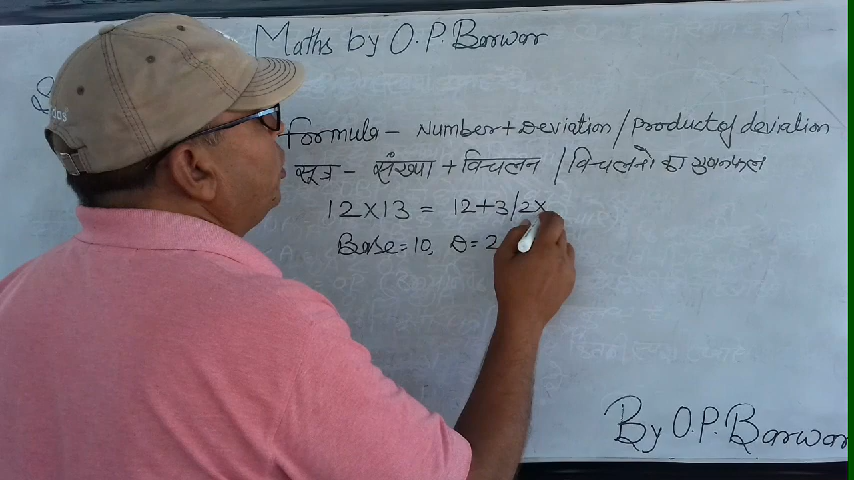 Maths by O.P. Barwar
formula - Number + Deviation / Product of deviation
सूत्र - संख्या + विचलन / विचलनों का गुणनफल
12×13 = 12+3/2×
Base = 10, D = 2
By O.P. Barwar